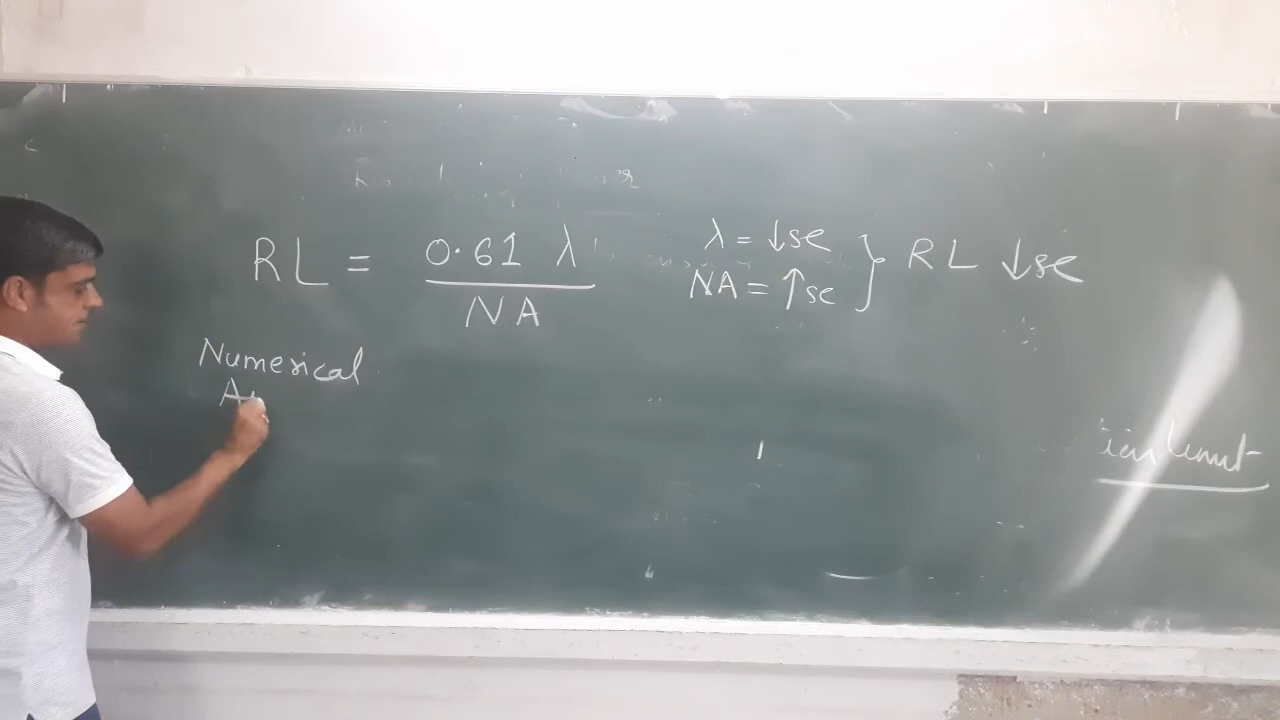 RL = 0.61 λ / NA
λ = ↓se
NA = ↑se } RL ↓se
Numerical